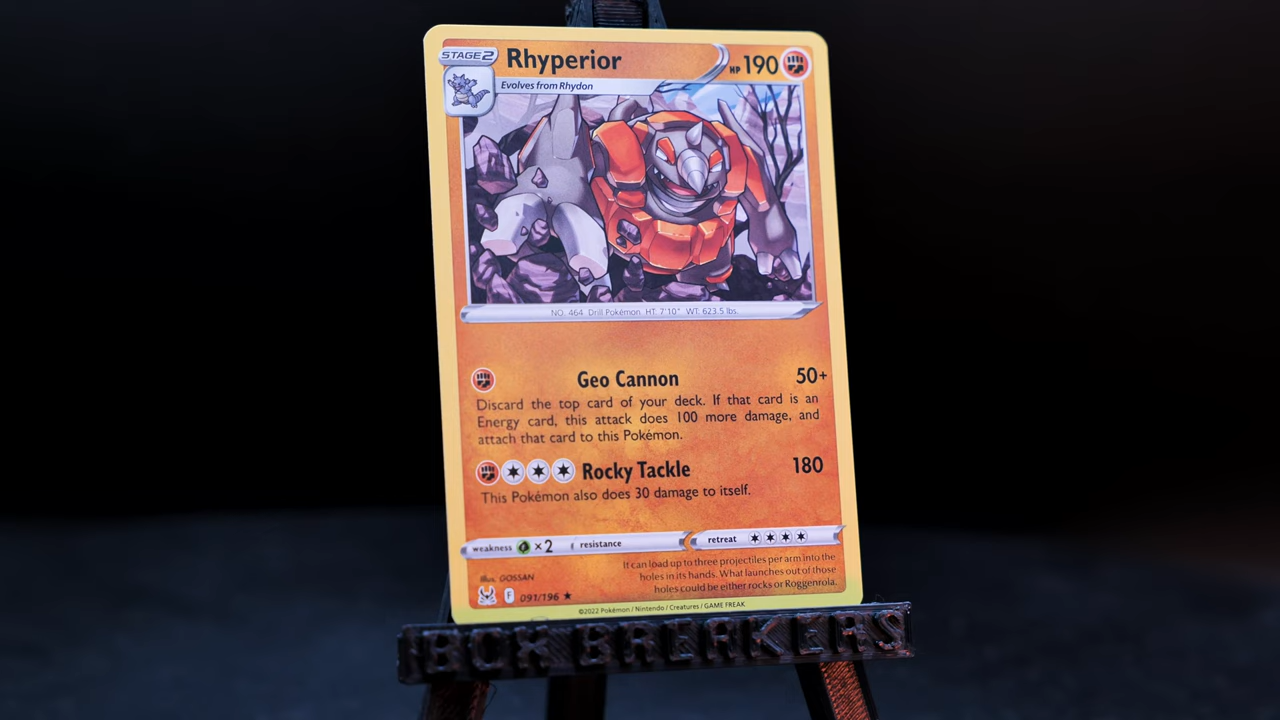 STAGE2
Rhyperior
HP 190
Evolves from Rhydon
NO. 464 Drill Pokémon HT: 7'10" WT: 623.5 lbs.
Geo Cannon 50+
Discard the top card of your deck. If that card is an
Energy card, this attack does 100 more damage, and
attach that card to this Pokémon.
Rocky Tackle 180
This Pokémon also does 30 damage to itself.
weakness ×2 resistance retreat
It can load up to three projectiles per arm into the
holes in its hands. What launches out of those
holes could be either rocks or Roggenrola.
Illus. GOSSAN
F 091/196 ★
©2022 Pokémon / Nintendo / Creatures / GAME FREAK
BOX BREAKERS